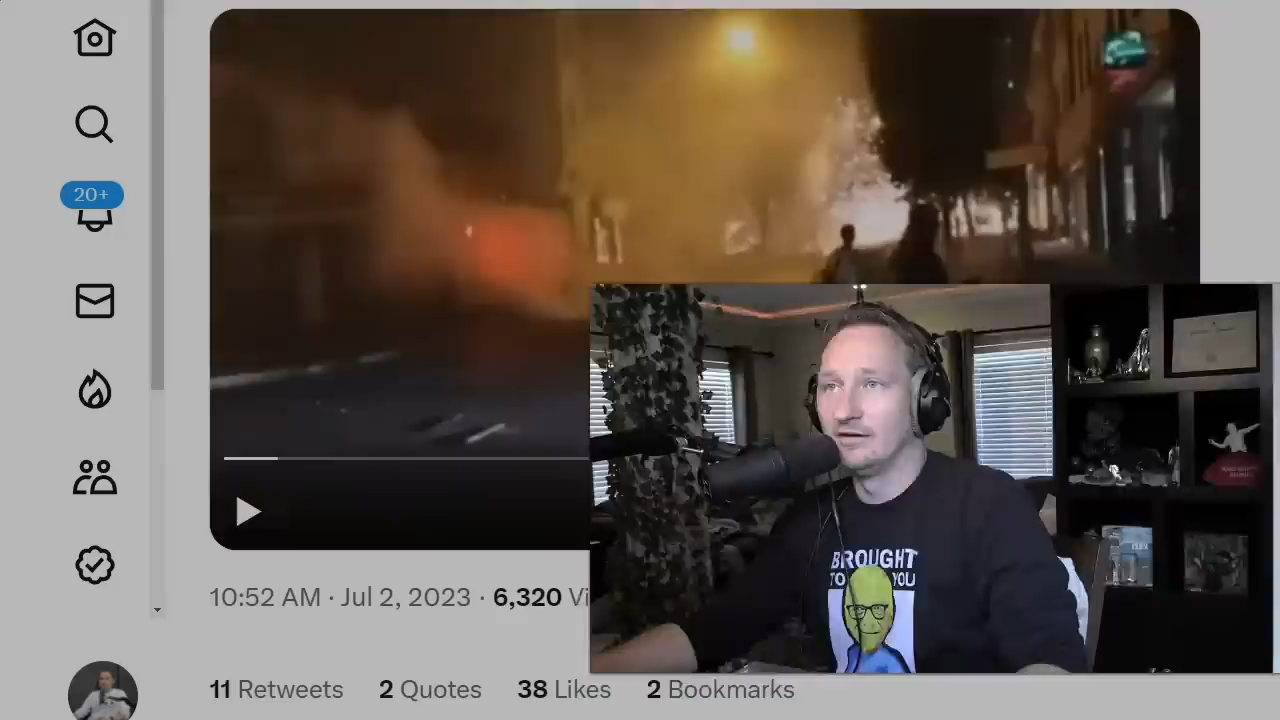 20+
BROUGHT
TO YOU
10:52 AM · Jul 2, 2023 · 6,320 Vi
11 Retweets 2 Quotes 38 Likes 2 Bookmarks